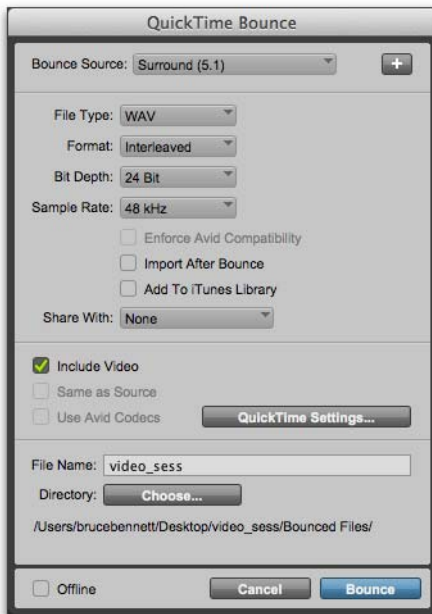 QuickTime Bounce
Bounce Source: Surround (5.1) +
File Type: WAV
Format: Interleaved
Bit Depth: 24 Bit
Sample Rate: 48 kHz
Enforce Avid Compatibility
Import After Bounce
Add To iTunes Library
Share With: None
Include Video
Same as Source
Use Avid Codecs QuickTime Settings...
File Name: video_sess
Directory: Choose...
/Users/brucebennett/Desktop/video_sess/Bounced Files/
Offline Cancel Bounce